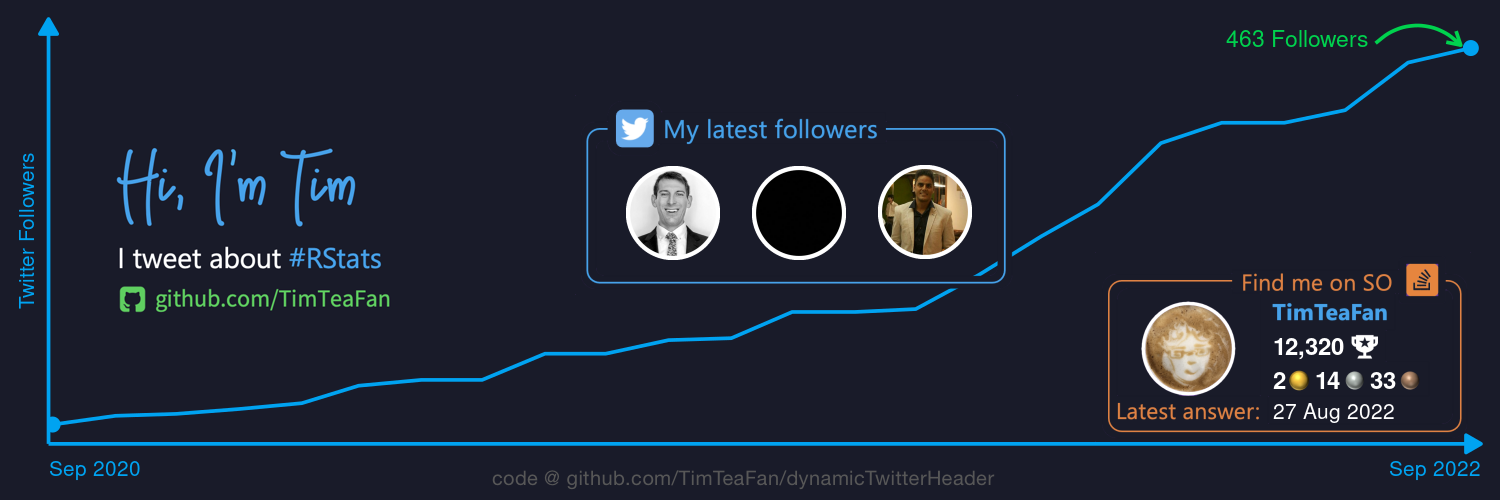 463 Followers
My latest followers
Twitter Followers
Hi, I'm Tim
I tweet about #RStats
github.com/TimTeaFan
Find me on SO
TimTeaFan
12,320
2 14 33
Latest answer: 27 Aug 2022
Sep 2020
Sep 2022
code @ github.com/TimTeaFan/dynamicTwitterHeader